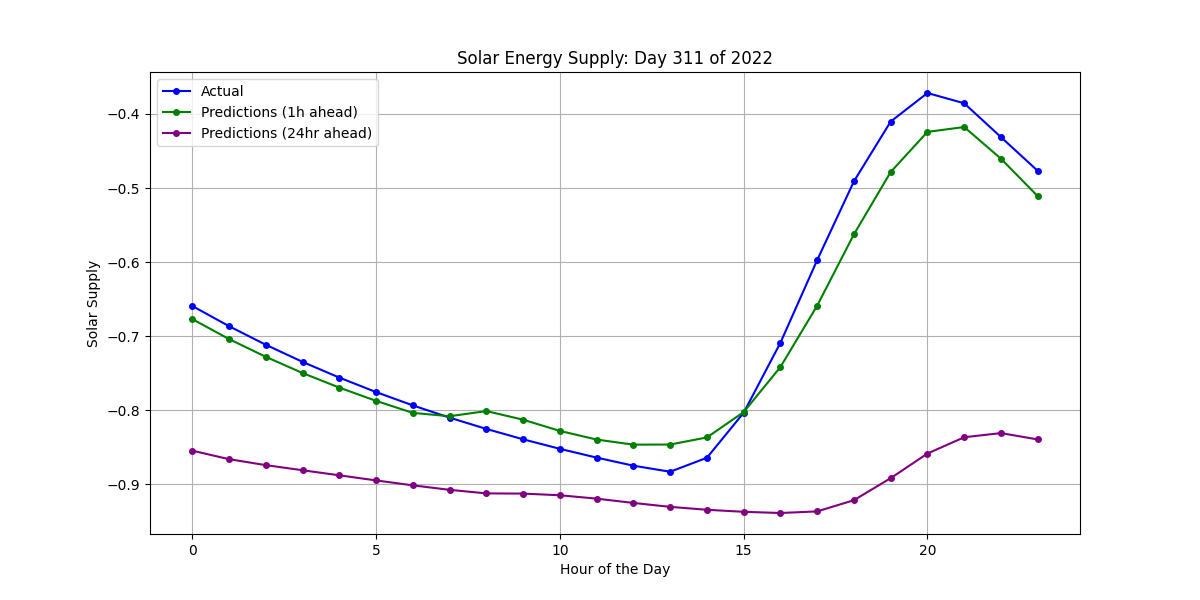 Solar Energy Supply: Day 311 of 2022
Actual
Predictions (1h ahead)
Predictions (24hr ahead)
Solar Supply
−0.4
−0.5
−0.6
−0.7
−0.8
−0.9
0 5 10 15 20
Hour of the Day